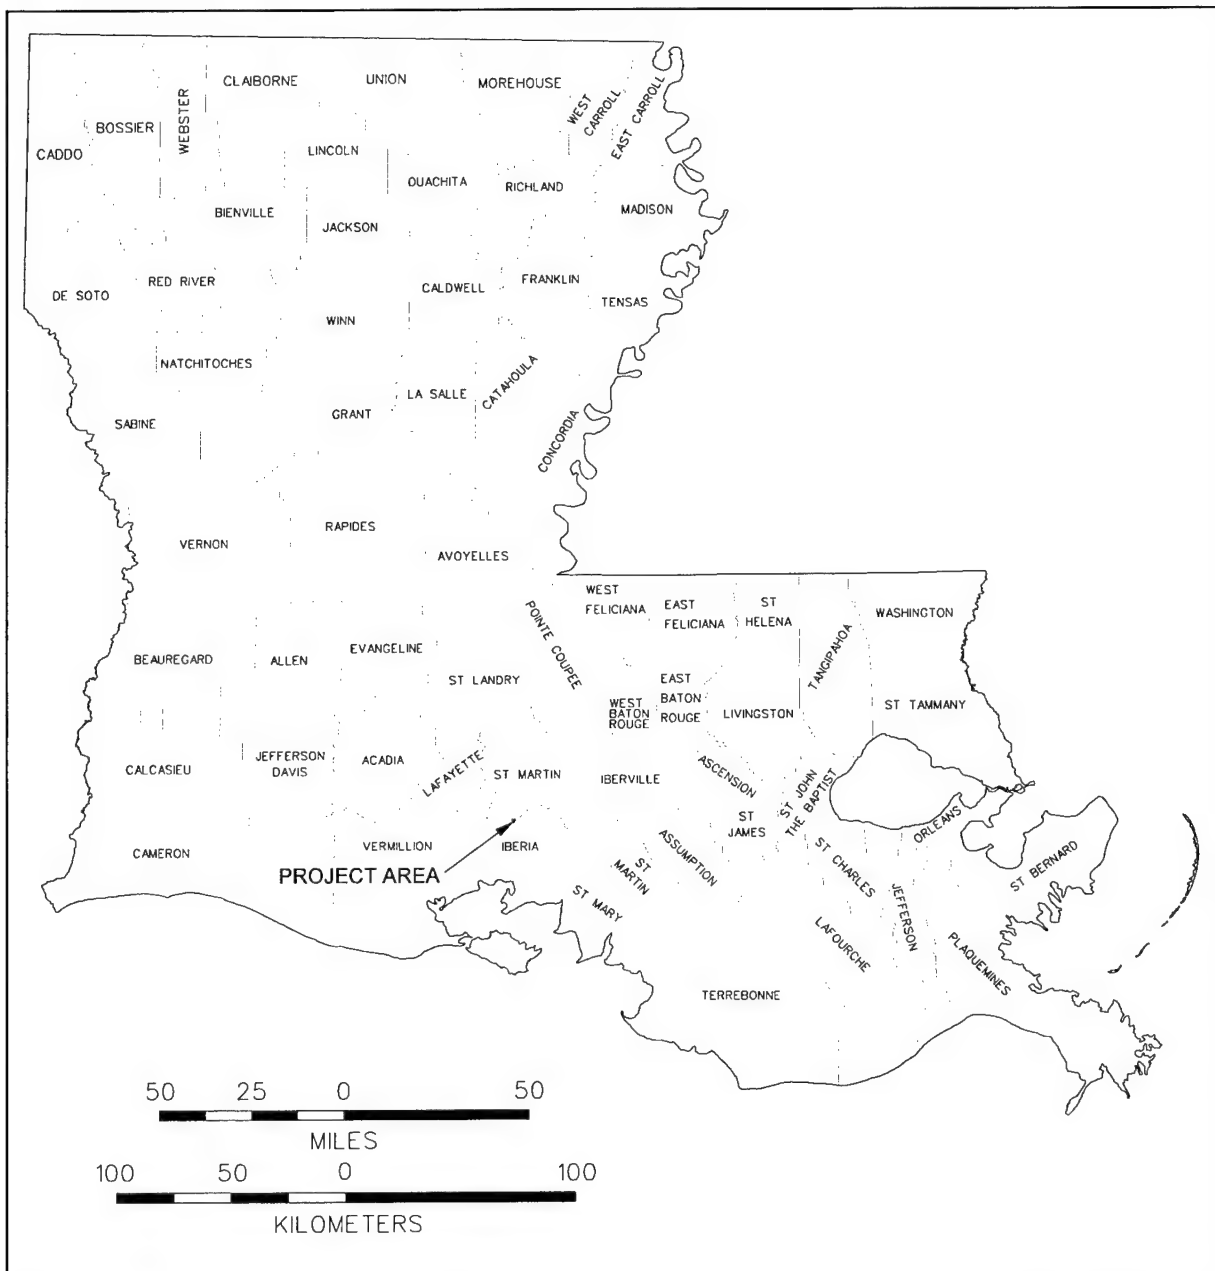 CLAIBORNE
UNION
MOREHOUSE
WEST
CARROLL
EAST CARROLL
WEBSTER
BOSSIER
CADDO
LINCOLN
OUACHITA
RICHLAND
MADISON
BIENVILLE
JACKSON
RED RIVER
DE SOTO
CALDWELL
FRANKLIN
TENSAS
WINN
NATCHITOCHES
CATAHOULA
LA SALLE
GRANT
SABINE
CONCORDIA
RAPIDES
VERNON
AVOYELLES
WEST
FELICIANA
EAST
FELICIANA
ST
HELENA
TANGIPAHOA
WASHINGTON
POINTE COUPEE
BEAUREGARD
ALLEN
EVANGELINE
ST LANDRY
WEST
BATON
ROUGE
EAST
BATON
ROUGE
LIVINGSTON
ST TAMMANY
CALCASIEU
JEFFERSON
DAVIS
ACADIA
LAFAYETTE
ST MARTIN
IBERVILLE
ASCENSION
ST JOHN
THE BAPTIST
ST
JAMES
ORLEANS
CAMERON
VERMILLION
IBERIA
PROJECT AREA
ST
MARTIN
ASSUMPTION
ST CHARLES
ST BERNARD
ST MARY
JEFFERSON
LAFOURCHE
PLAQUEMINES
TERREBONNE
50 25 0 50
MILES
100 50 0 100
KILOMETERS